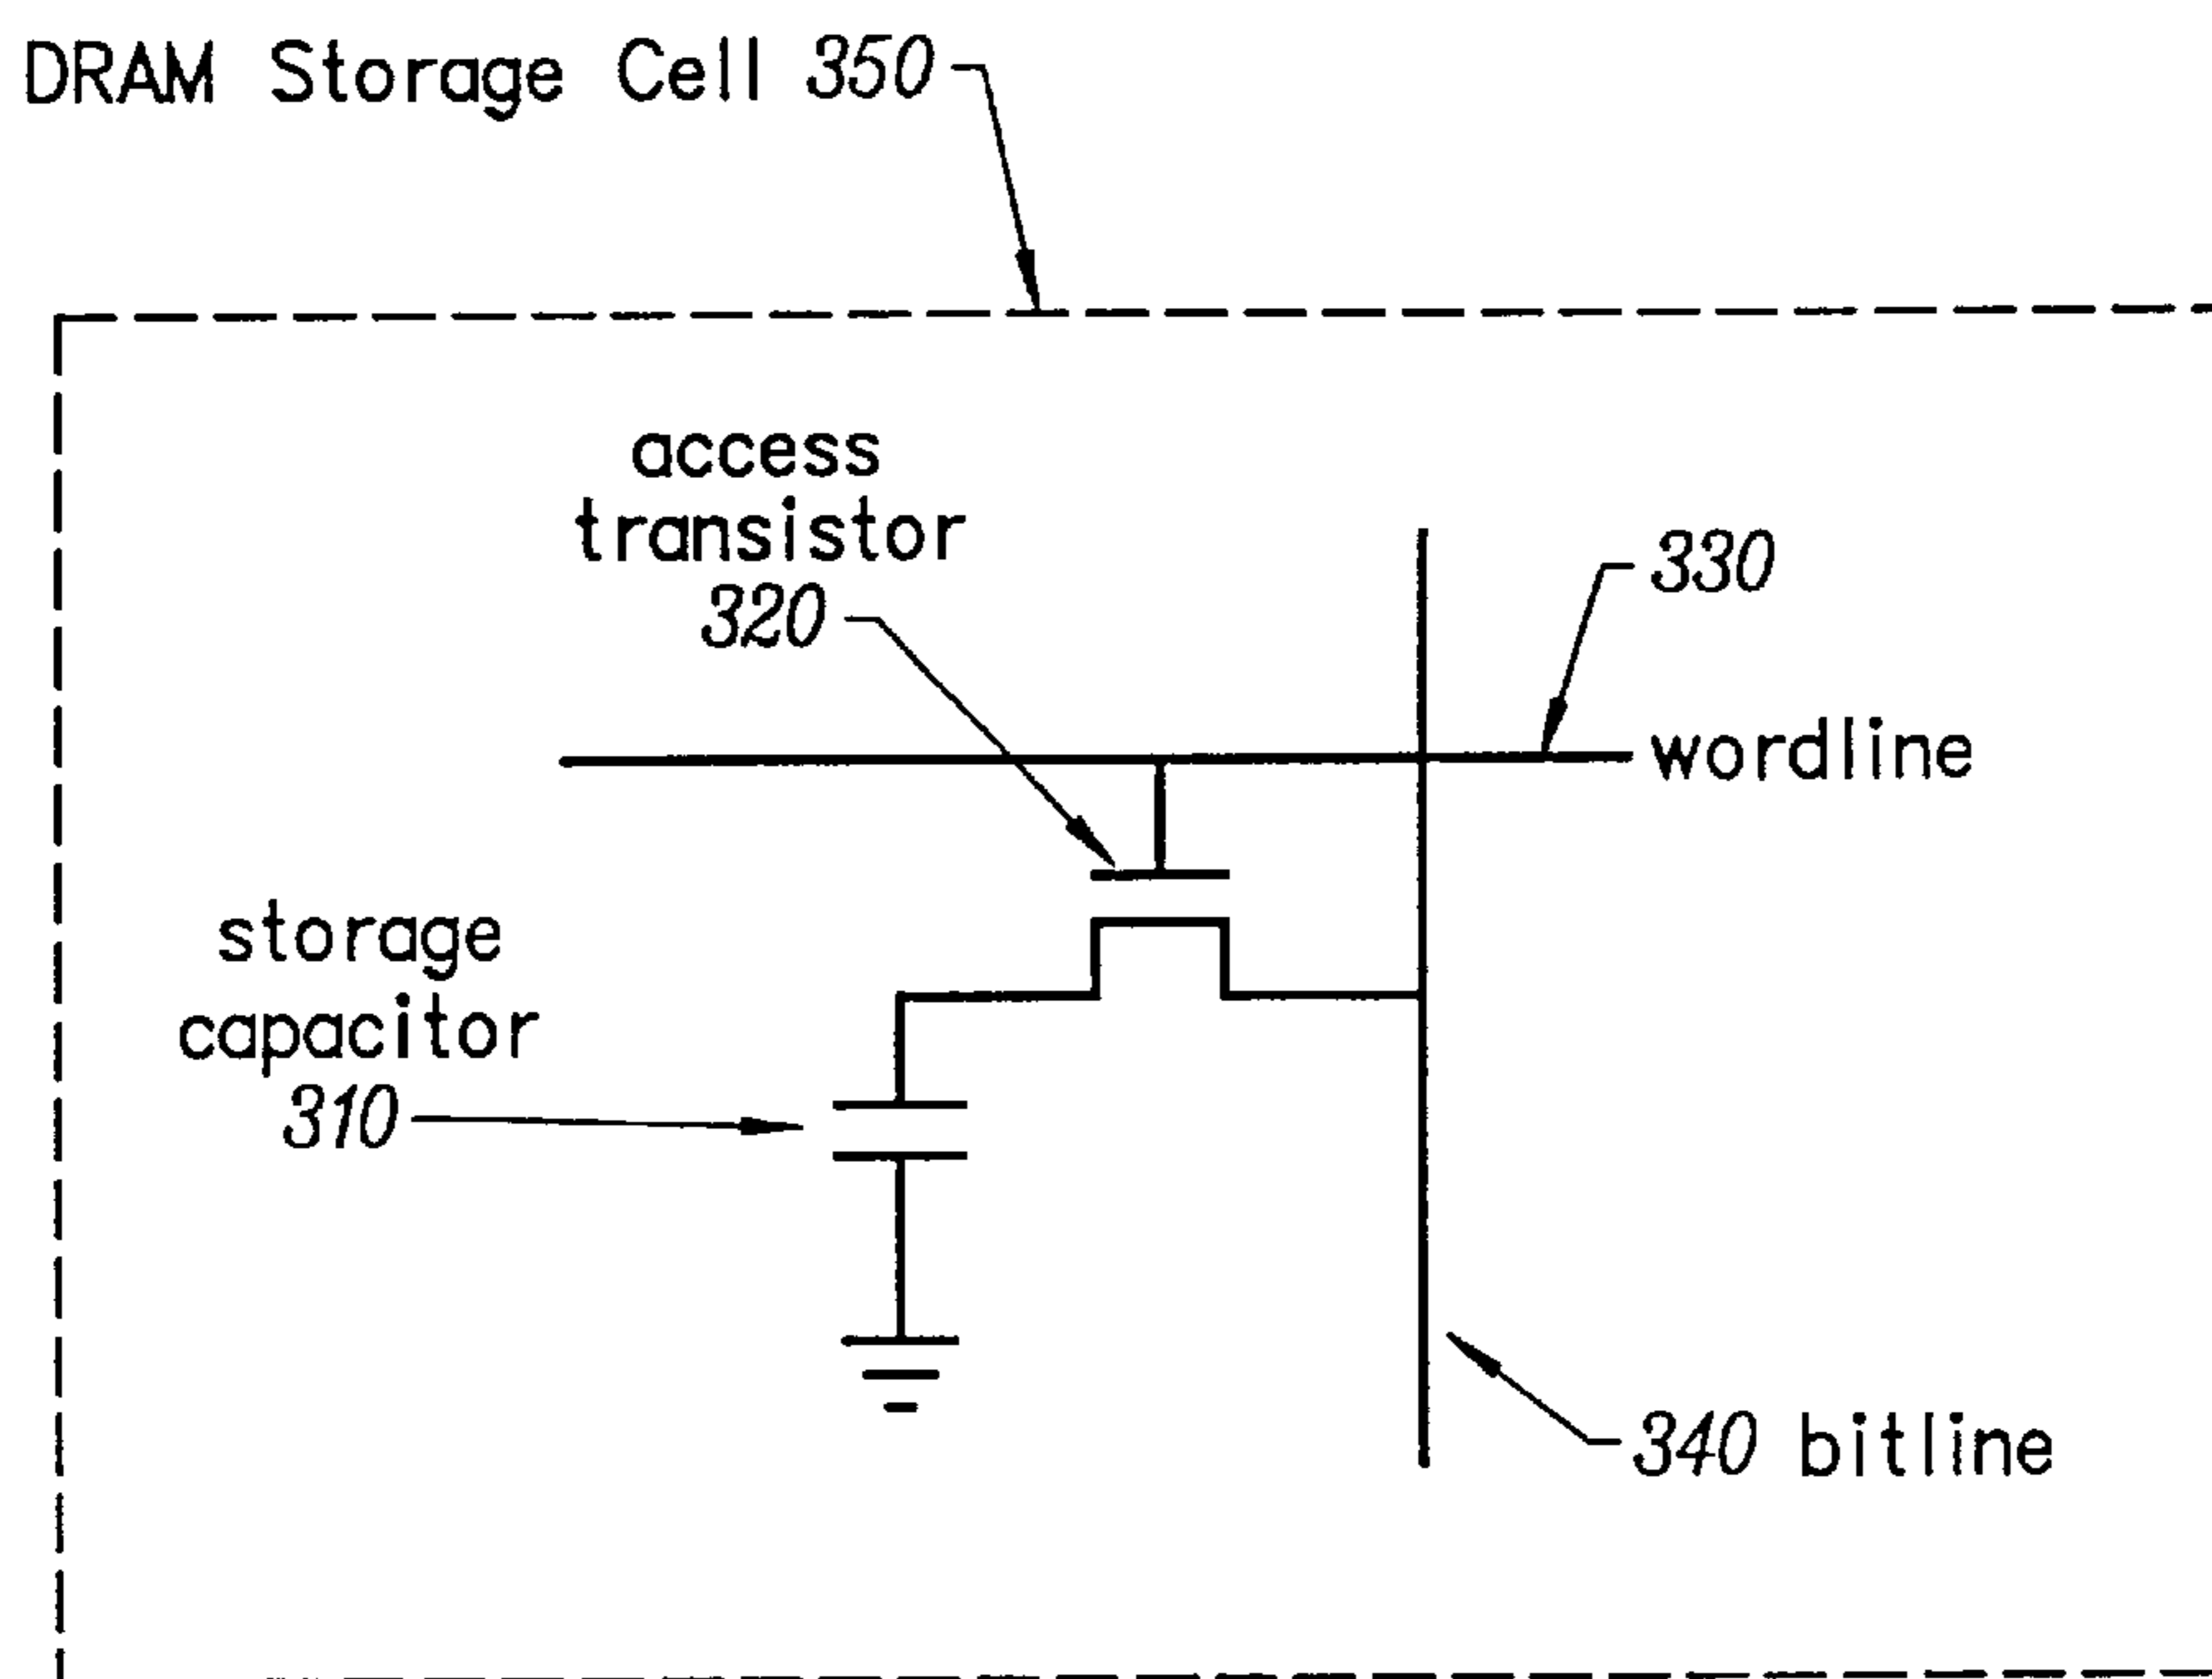 DRAM Storage Cell 350
access
transistor
320
330
wordline
storage
capacitor
310
340 bitline